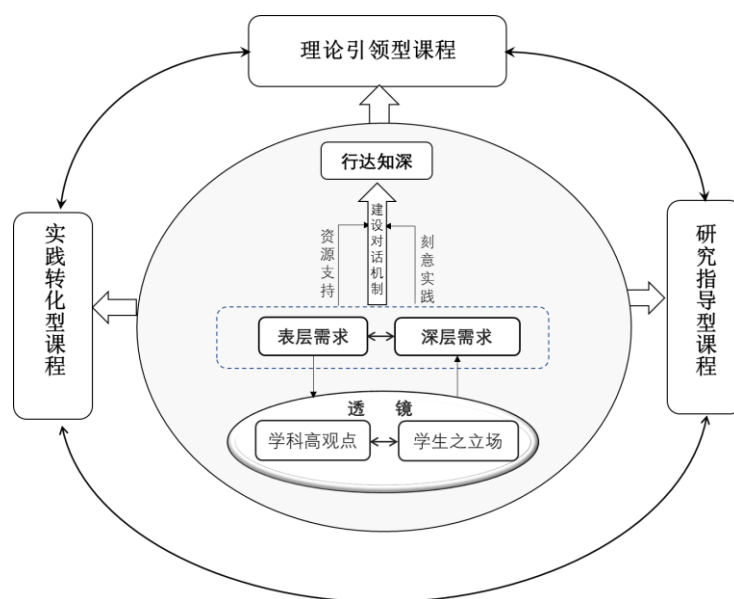 理论引领型课程
行达知深
建设对话机制
资源支持
刻意实践
实践转化型课程
研究指导型课程
表层需求
深层需求
透 镜
学科高观点
学生之立场